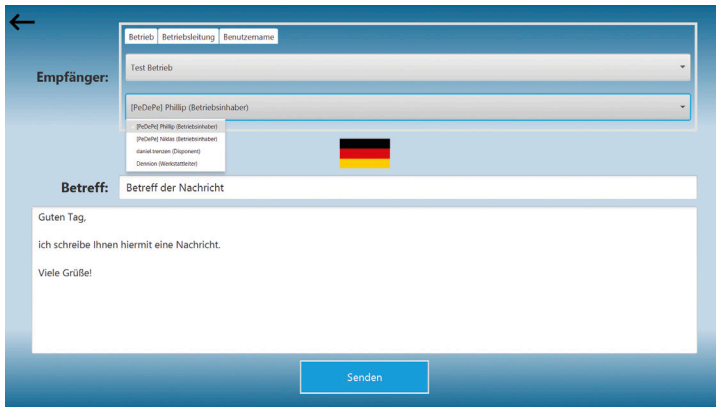 Betrieb Betriebsleitung Benutzername
Empfänger:
Test Betrieb
[PeDePe] Phillip (Betriebsinhaber)
[PeDePe] Phillip (Betriebsinhaber)
[PeDePe] Niklas (Betriebsinhaber)
daniel.trenzen (Disponent)
Dennion (Werkstattleiter)
Betreff: Betreff der Nachricht
Guten Tag,
ich schreibe Ihnen hiermit eine Nachricht.
Viele Grüße!
Senden